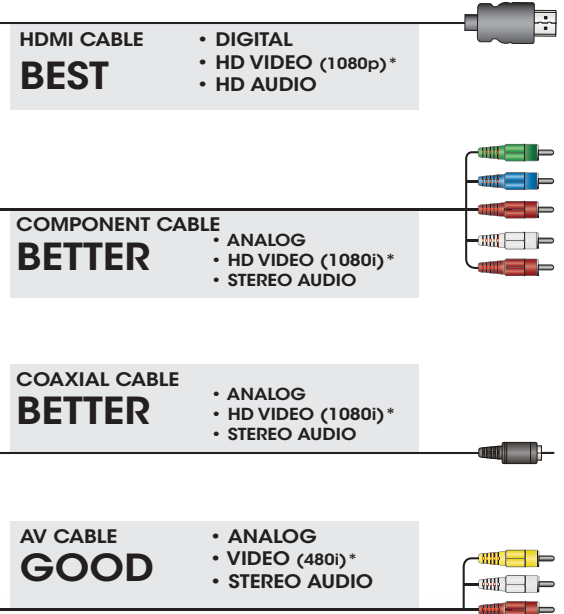 HDMI CABLE
BEST
• DIGITAL
• HD VIDEO (1080p)*
• HD AUDIO
COMPONENT CABLE
BETTER
• ANALOG
• HD VIDEO (1080i)*
• STEREO AUDIO
COAXIAL CABLE
BETTER
• ANALOG
• HD VIDEO (1080i)*
• STEREO AUDIO
AV CABLE
GOOD
• ANALOG
• VIDEO (480i)*
• STEREO AUDIO